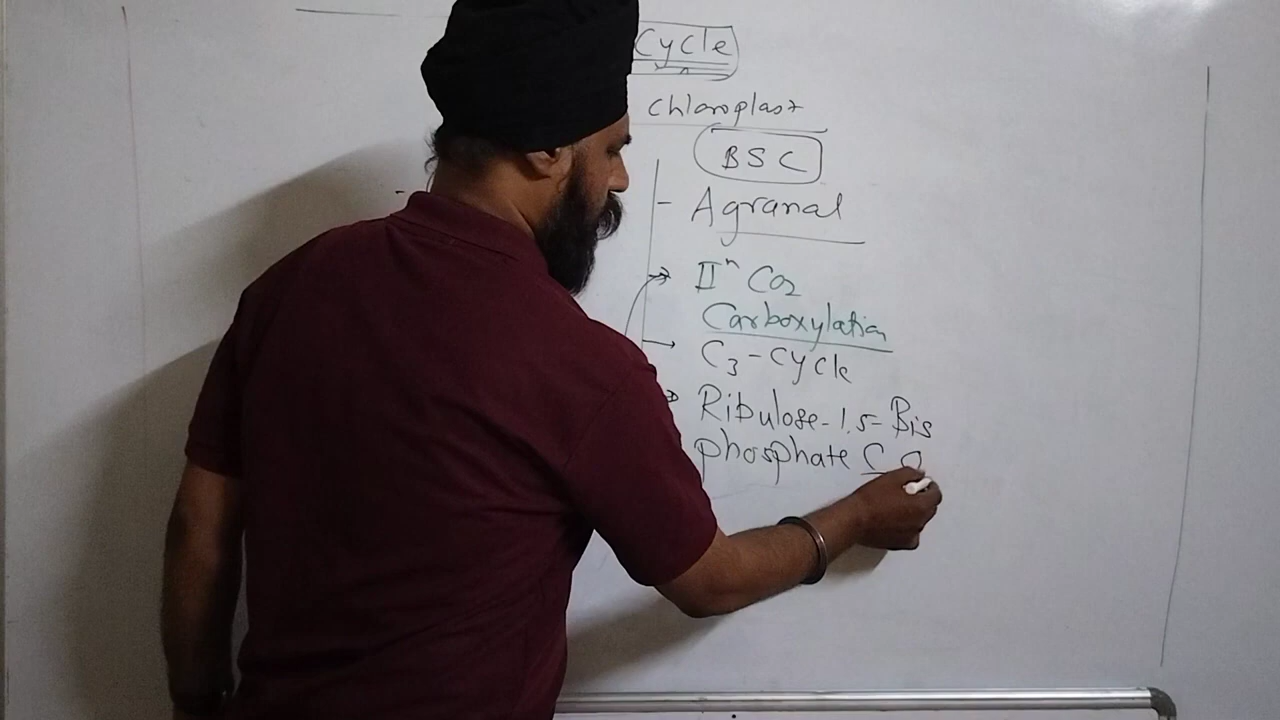 Cycle
Chloroplast
BSC
- Agranal
→ IIⁿ CO₂
Carboxylation
→ C₃-cycle
Ribulose-1.5-Bis
phosphate C